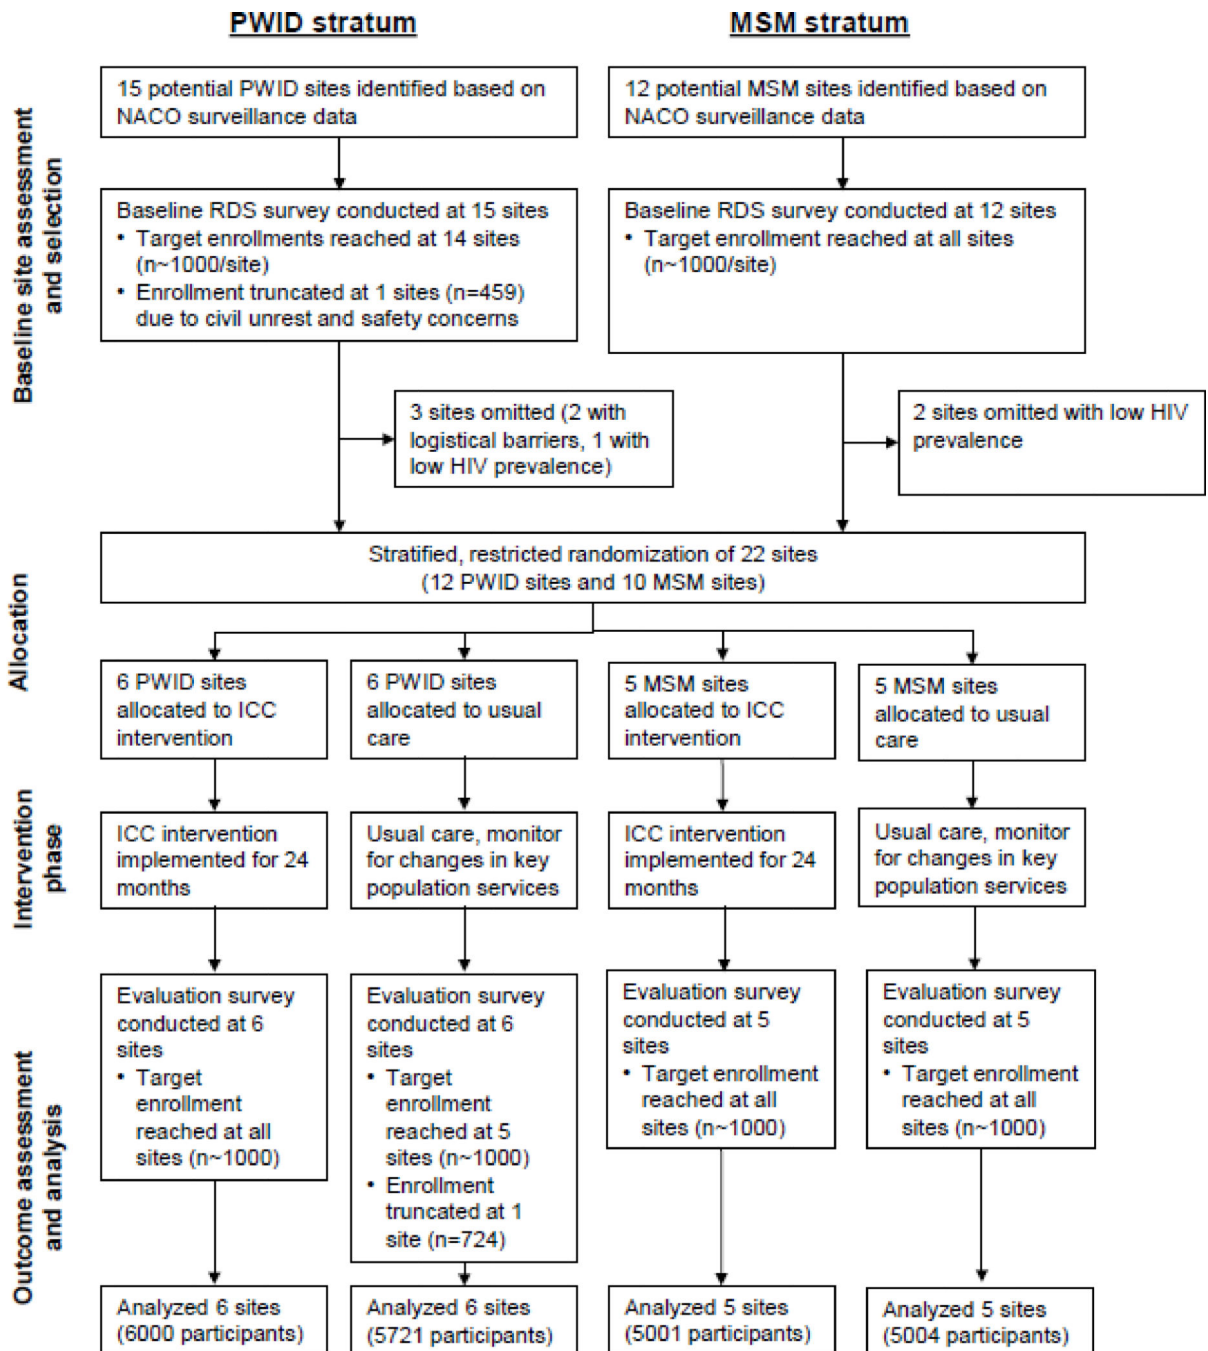 PWID stratum
MSM stratum
Baseline site assessment
and selection
15 potential PWID sites identified based on
NACO surveillance data
12 potential MSM sites identified based on
NACO surveillance data
Baseline RDS survey conducted at 15 sites
• Target enrollments reached at 14 sites
(n~1000/site)
• Enrollment truncated at 1 sites (n=459)
due to civil unrest and safety concerns
Baseline RDS survey conducted at 12 sites
• Target enrollment reached at all sites
(n~1000/site)
3 sites omitted (2 with
logistical barriers, 1 with
low HIV prevalence)
2 sites omitted with low HIV
prevalence
Allocation
Stratified, restricted randomization of 22 sites
(12 PWID sites and 10 MSM sites)
6 PWID sites
allocated to ICC
intervention
6 PWID sites
allocated to usual
care
5 MSM sites
allocated to ICC
intervention
5 MSM sites
allocated to usual
care
Intervention
phase
ICC intervention
implemented for 24
months
Usual care, monitor
for changes in key
population services
ICC intervention
implemented for 24
months
Usual care, monitor
for changes in key
population services
Outcome assessment
and analysis
Evaluation survey
conducted at 6
sites
• Target
enrollment
reached at all
sites (n~1000)
Evaluation survey
conducted at 6
sites
• Target
enrollment
reached at 5
sites (n~1000)
• Enrollment
truncated at 1
site (n=724)
Evaluation survey
conducted at 5
sites
• Target enrollment
reached at all
sites (n~1000)
Evaluation survey
conducted at 5
sites
• Target enrollment
reached at all
sites (n~1000)
Analyzed 6 sites
(6000 participants)
Analyzed 6 sites
(5721 participants)
Analyzed 5 sites
(5001 participants)
Analyzed 5 sites
(5004 participants)